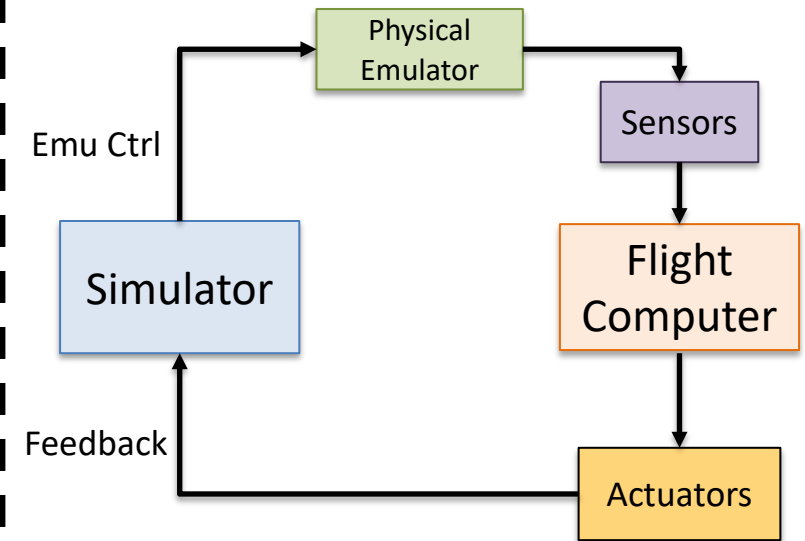 Physical
Emulator
Sensors
Emu Ctrl
Simulator
Flight
Computer
Feedback
Actuators